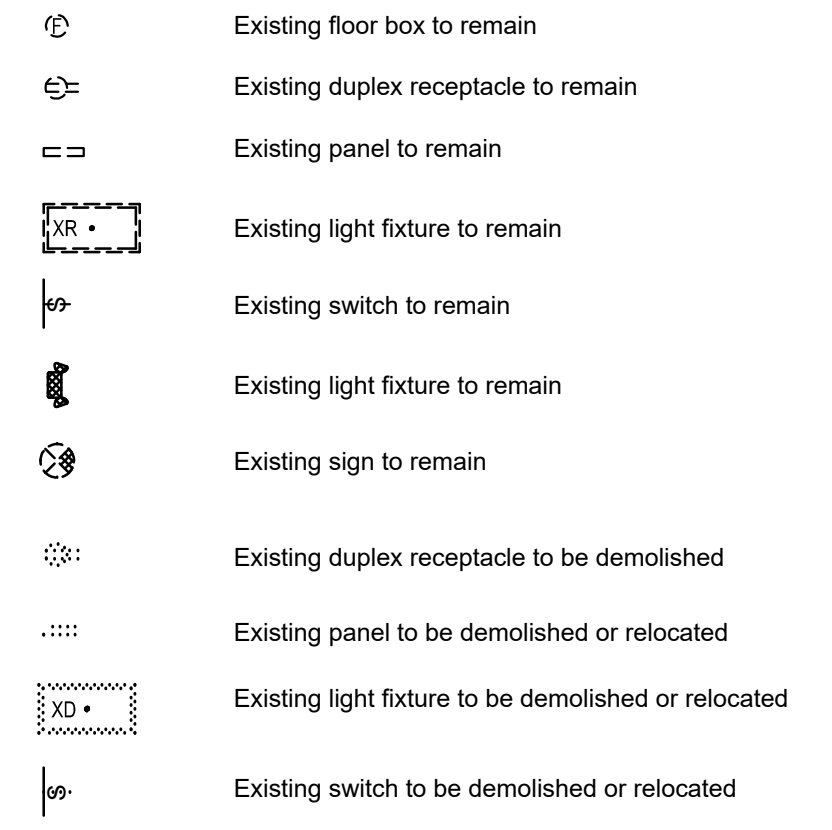 F Existing floor box to remain
Existing duplex receptacle to remain
Existing panel to remain
XR • Existing light fixture to remain
$ Existing switch to remain
Existing light fixture to remain
Existing sign to remain
Existing duplex receptacle to be demolished
Existing panel to be demolished or relocated
XD • Existing light fixture to be demolished or relocated
$ Existing switch to be demolished or relocated